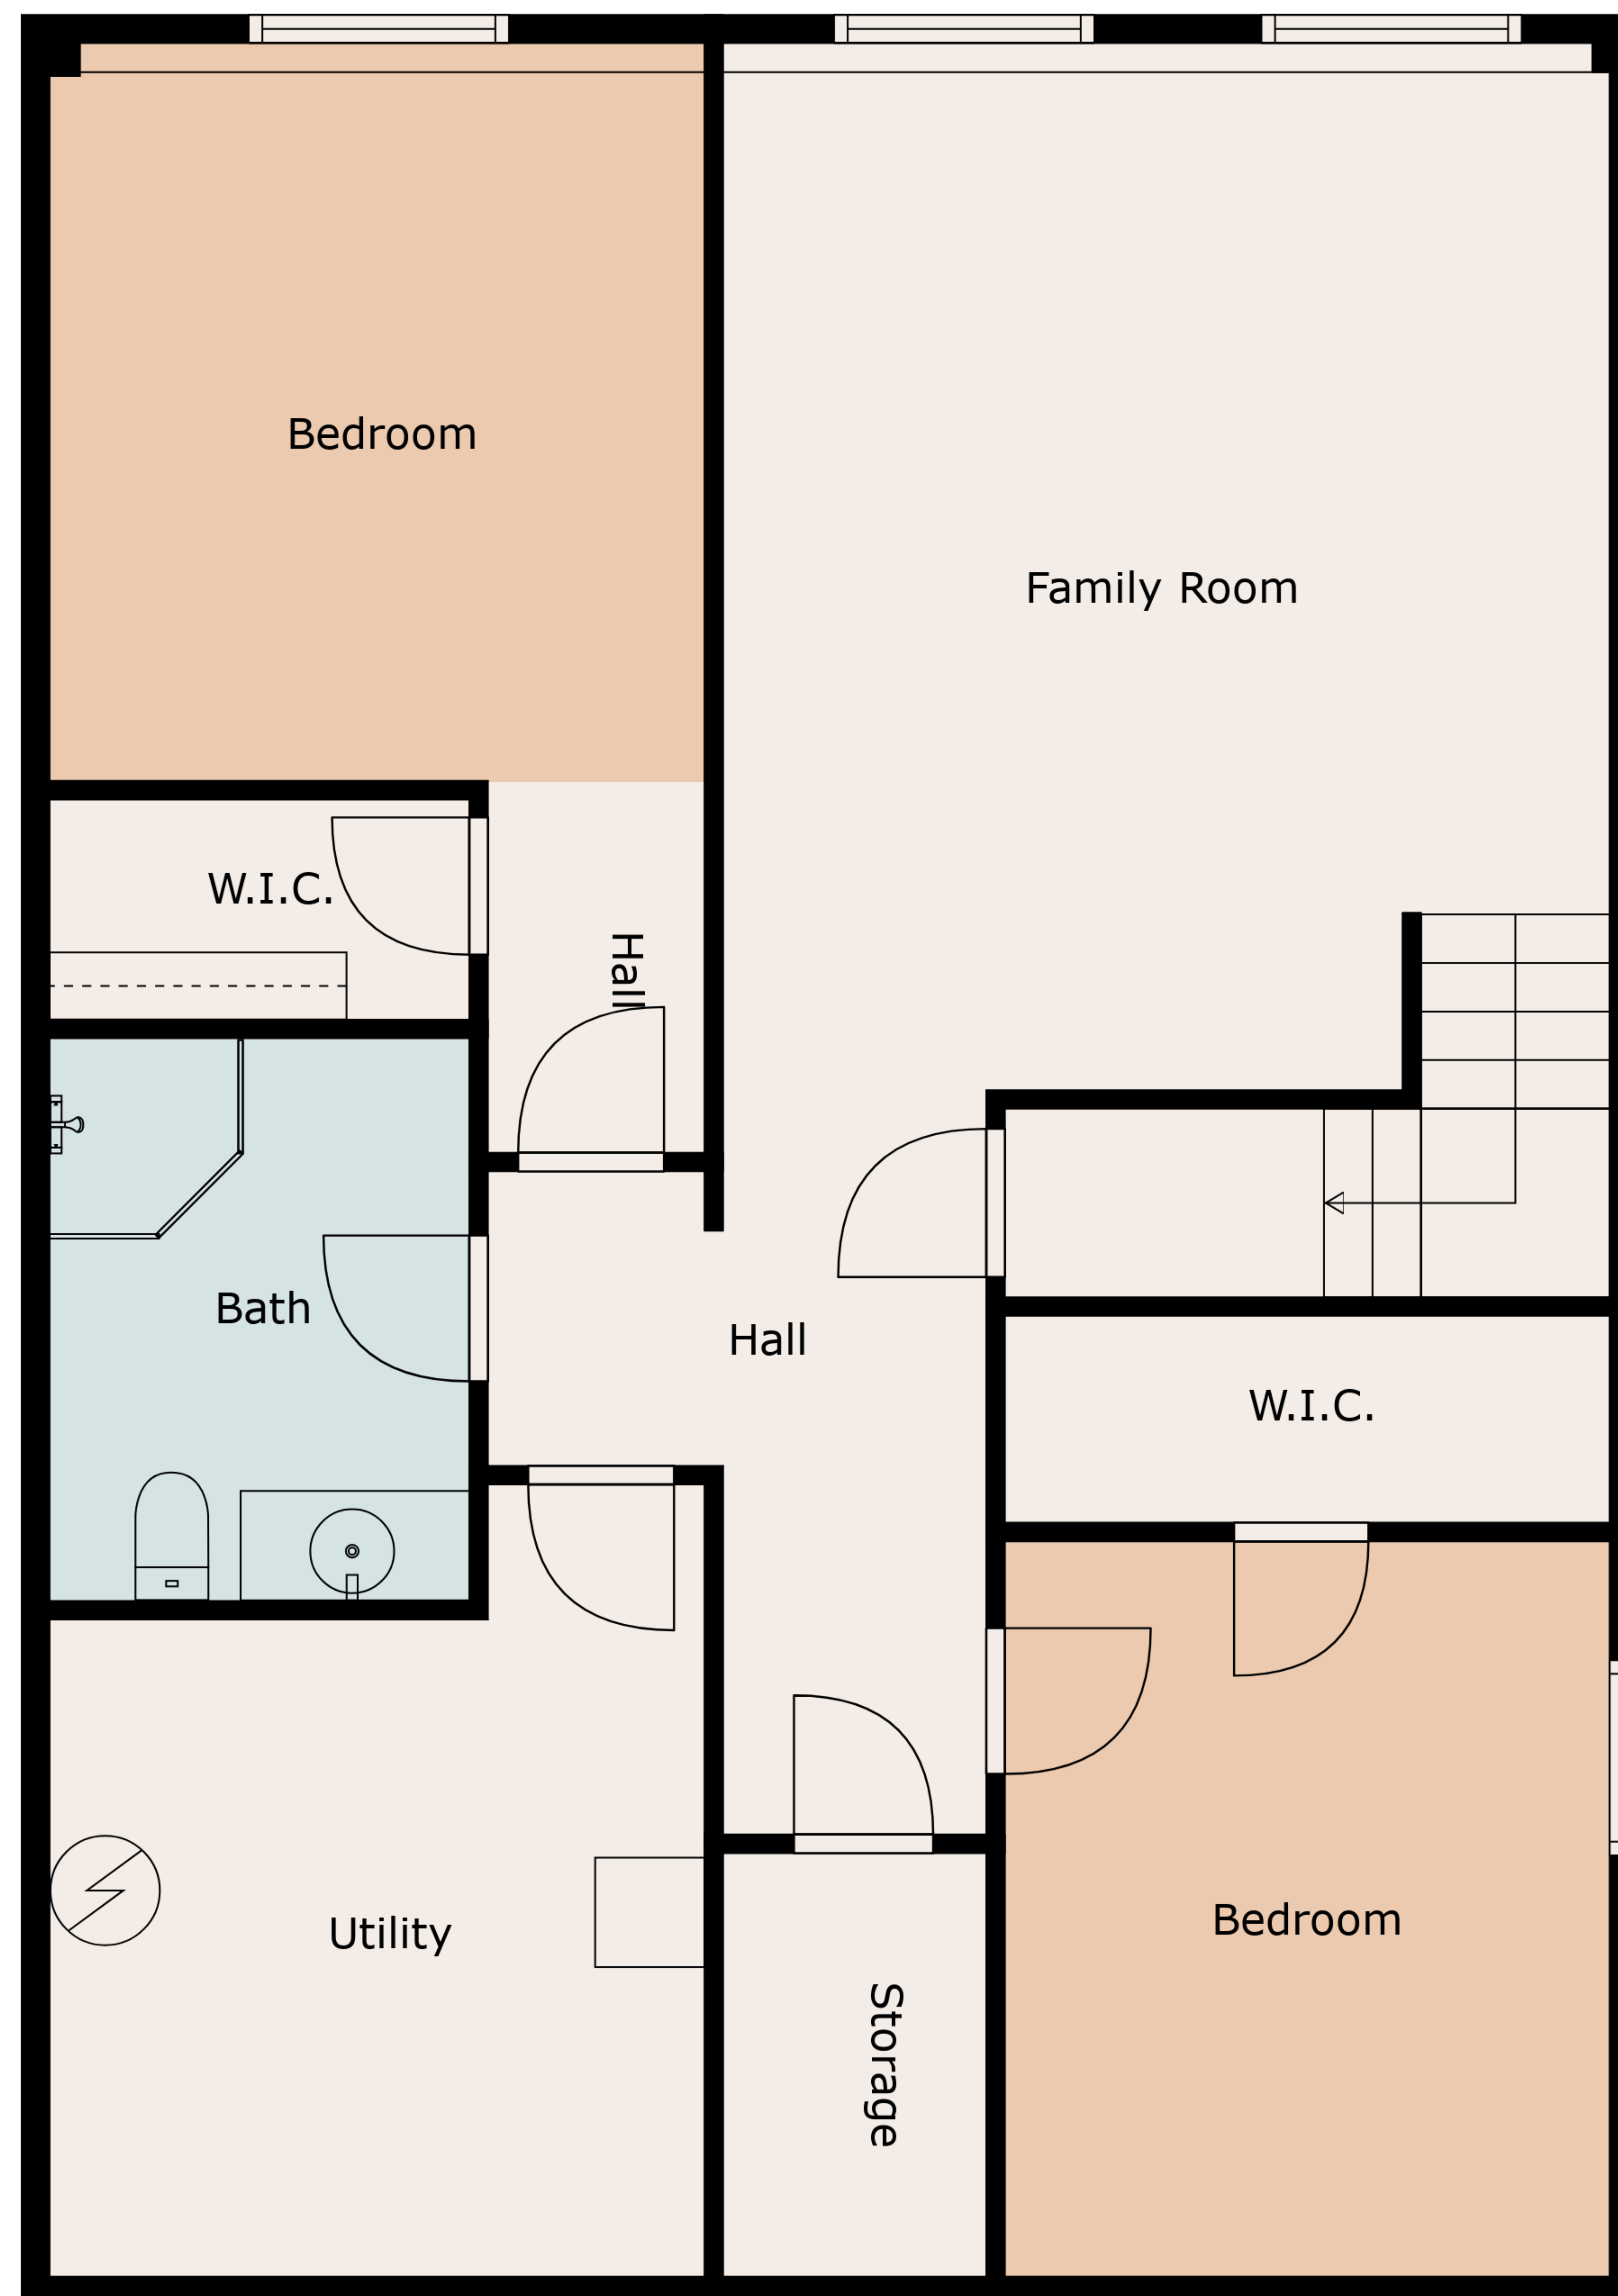 Bedroom
Family Room
W.I.C.
Hall
Bath
Hall
W.I.C.
Utility
Bedroom
Storage